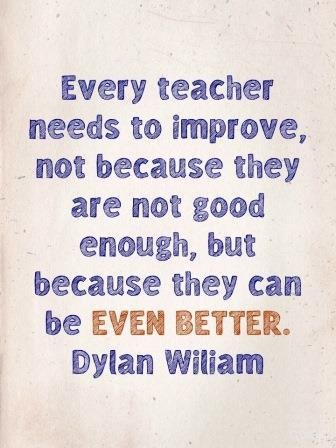 Every teacher
needs to improve,
not because they
are not good
enough, but
because they can
be EVEN BETTER.
Dylan Wiliam